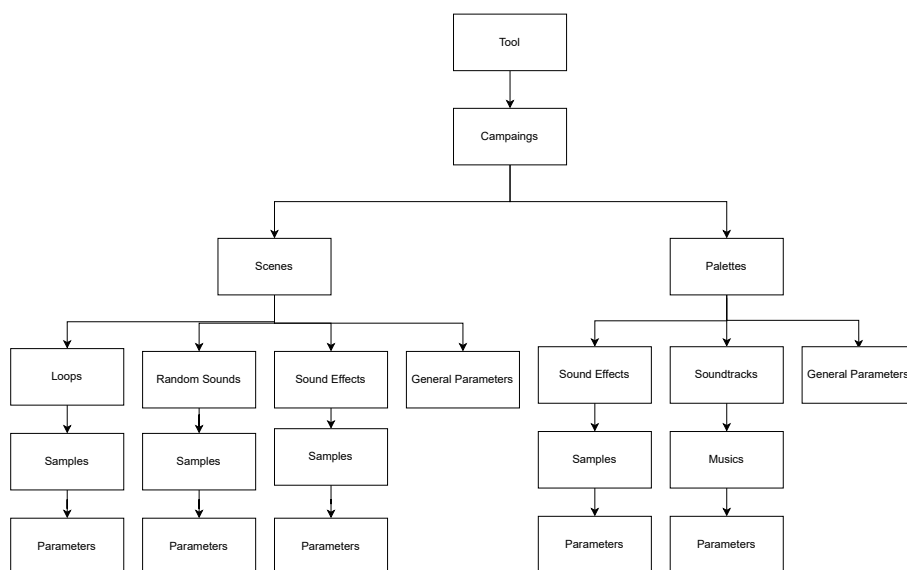 Tool
Campaings
Scenes
Palettes
Loops
Random Sounds
Sound Effects
General Parameters
Sound Effects
Soundtracks
General Parameters
Samples
Samples
Samples
Samples
Musics
Parameters
Parameters
Parameters
Parameters
Parameters